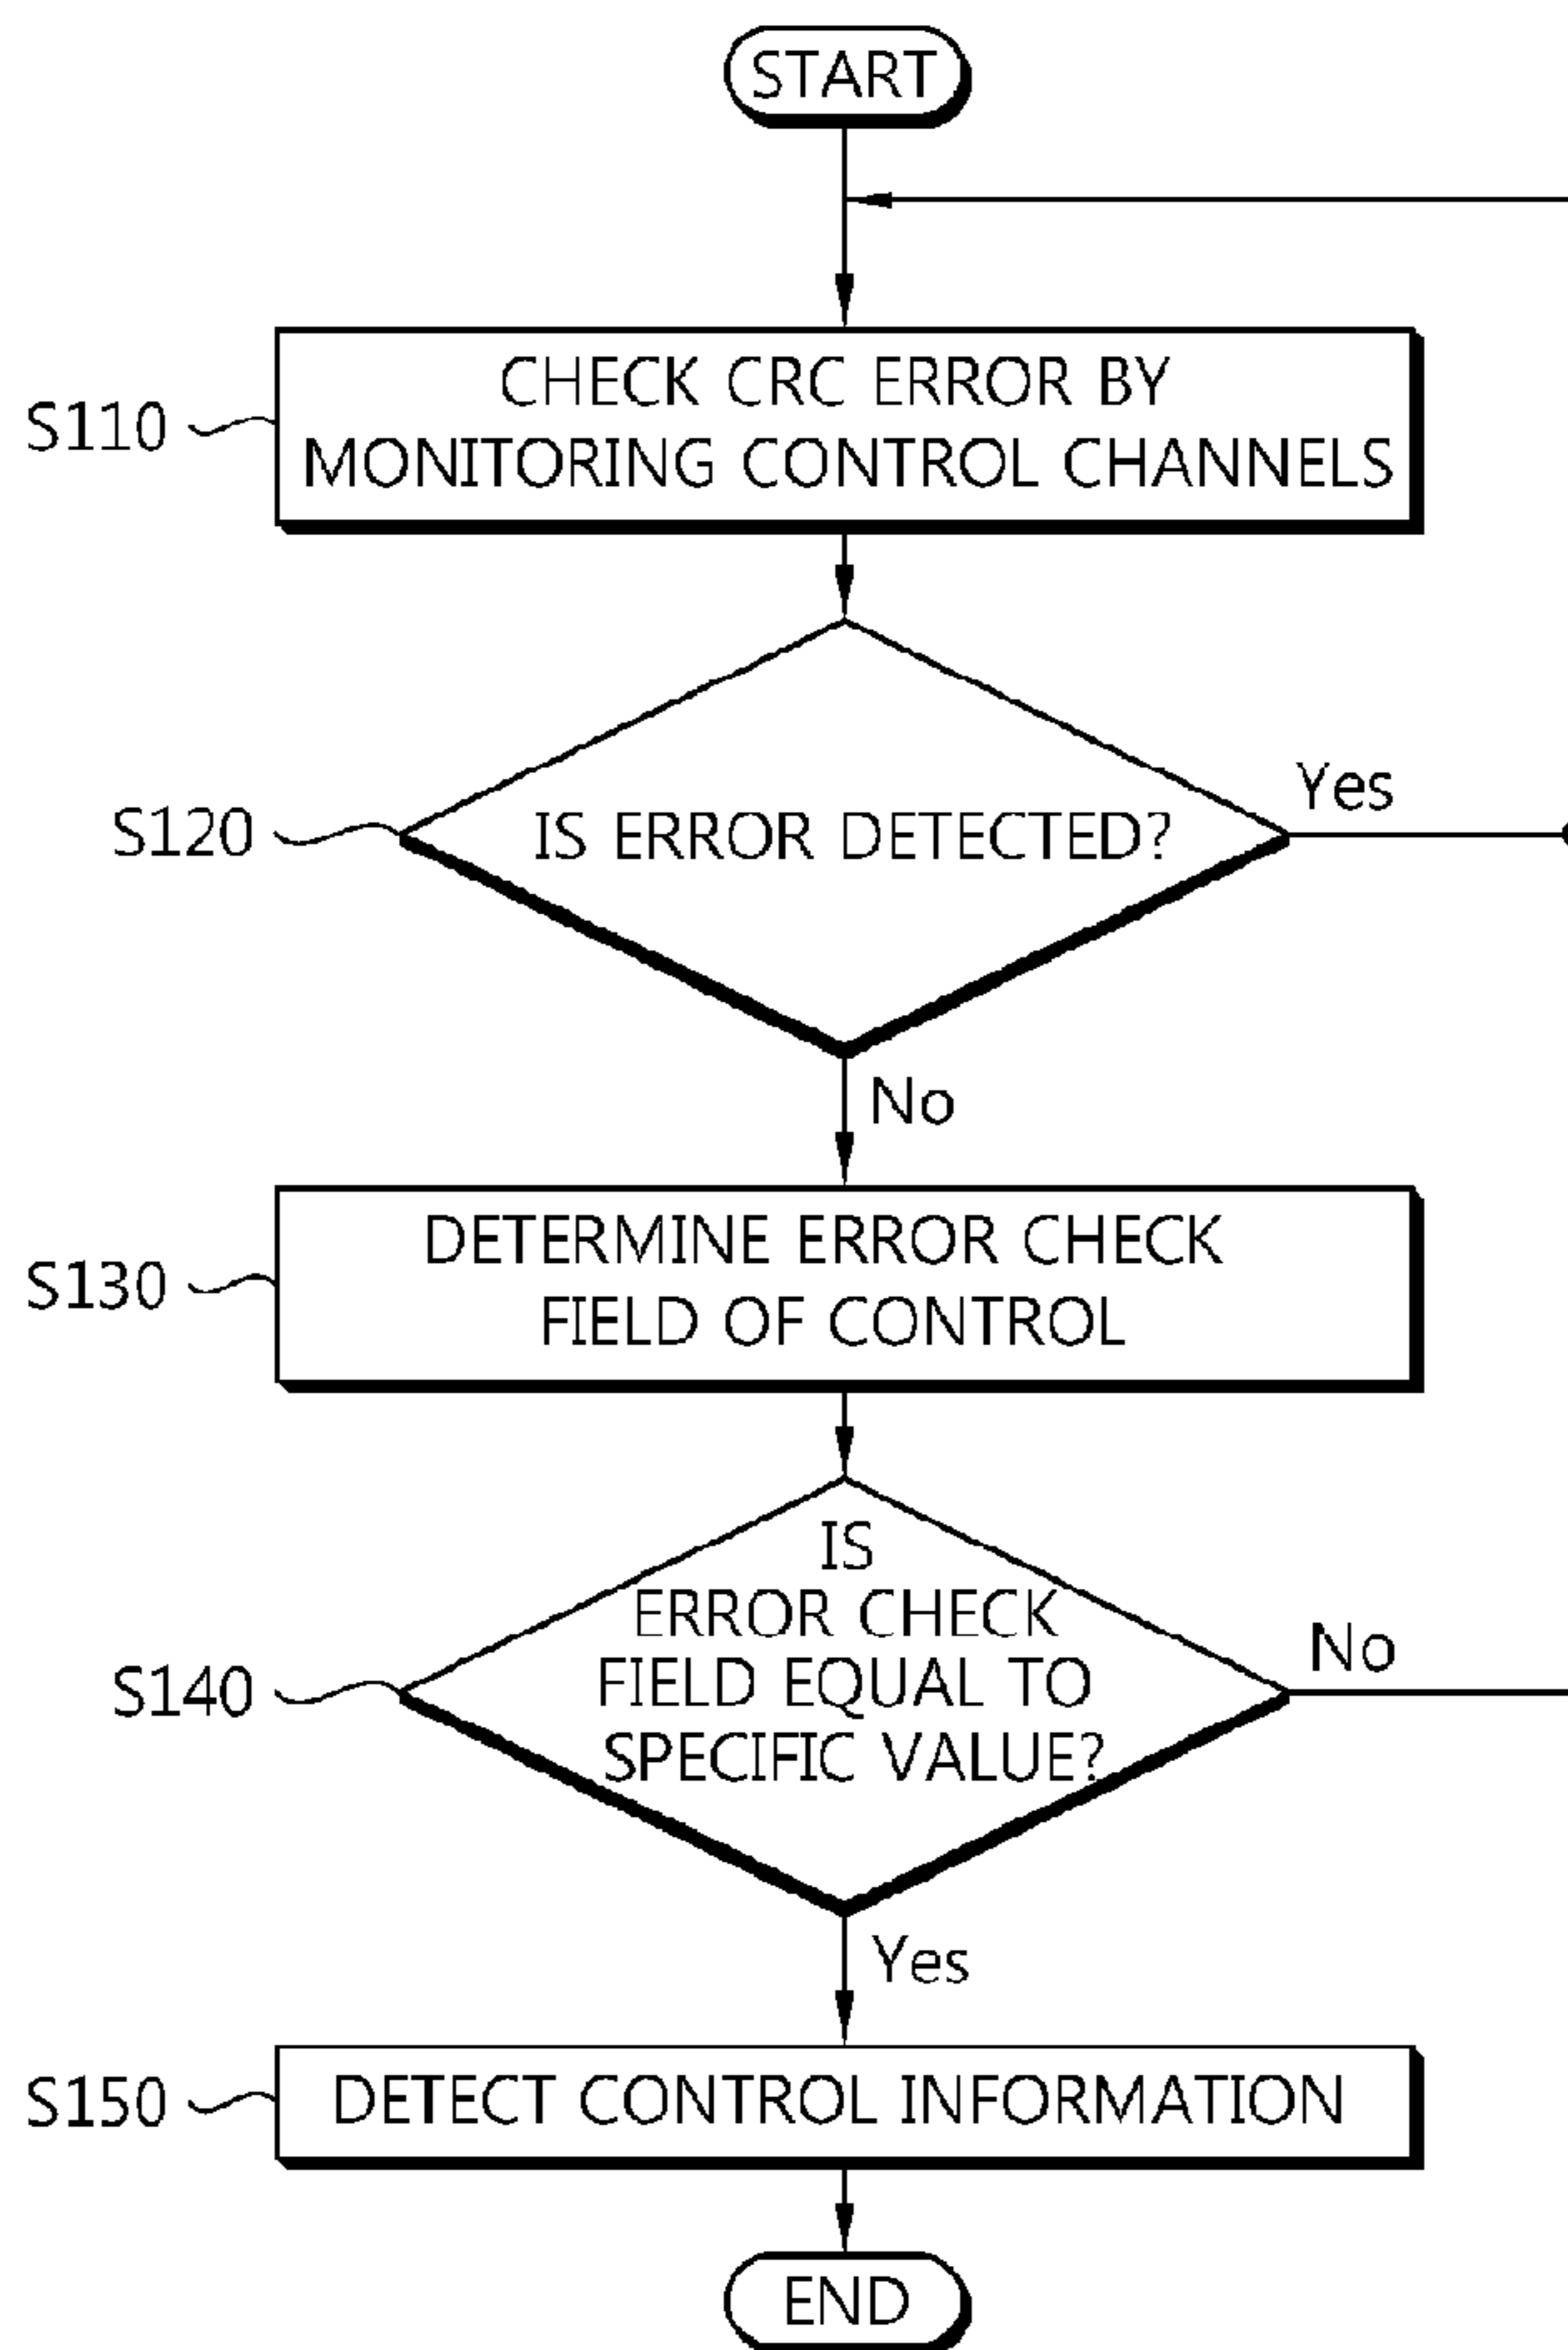 START
CHECK CRC ERROR BY
MONITORING CONTROL CHANNELS
S110
IS ERROR DETECTED?
S120
Yes
No
DETERMINE ERROR CHECK
FIELD OF CONTROL
S130
IS
ERROR CHECK
FIELD EQUAL TO
SPECIFIC VALUE?
S140
No
Yes
S150
DETECT CONTROL INFORMATION
END